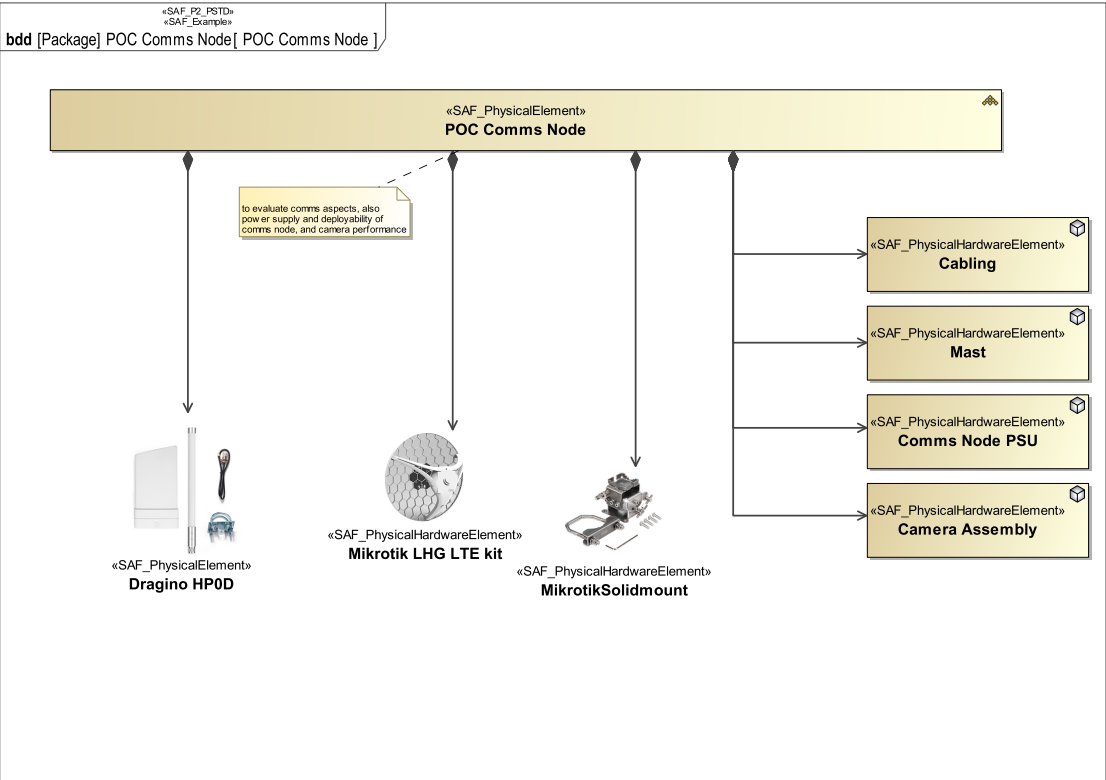 «SAF_P2_PSTD»
«SAF_Example»
bdd [Package] POC Comms Node[ POC Comms Node ]
«SAF_PhysicalElement»
POC Comms Node
to evaluate comms aspects, also
power supply and deployability of
comms node, and camera performance
«SAF_PhysicalHardwareElement»
Cabling
«SAF_PhysicalHardwareElement»
Mast
«SAF_PhysicalHardwareElement»
Comms Node PSU
«SAF_PhysicalHardwareElement»
Camera Assembly
«SAF_PhysicalElement»
Dragino HP0D
«SAF_PhysicalHardwareElement»
Mikrotik LHG LTE kit
«SAF_PhysicalHardwareElement»
MikrotikSolidmount